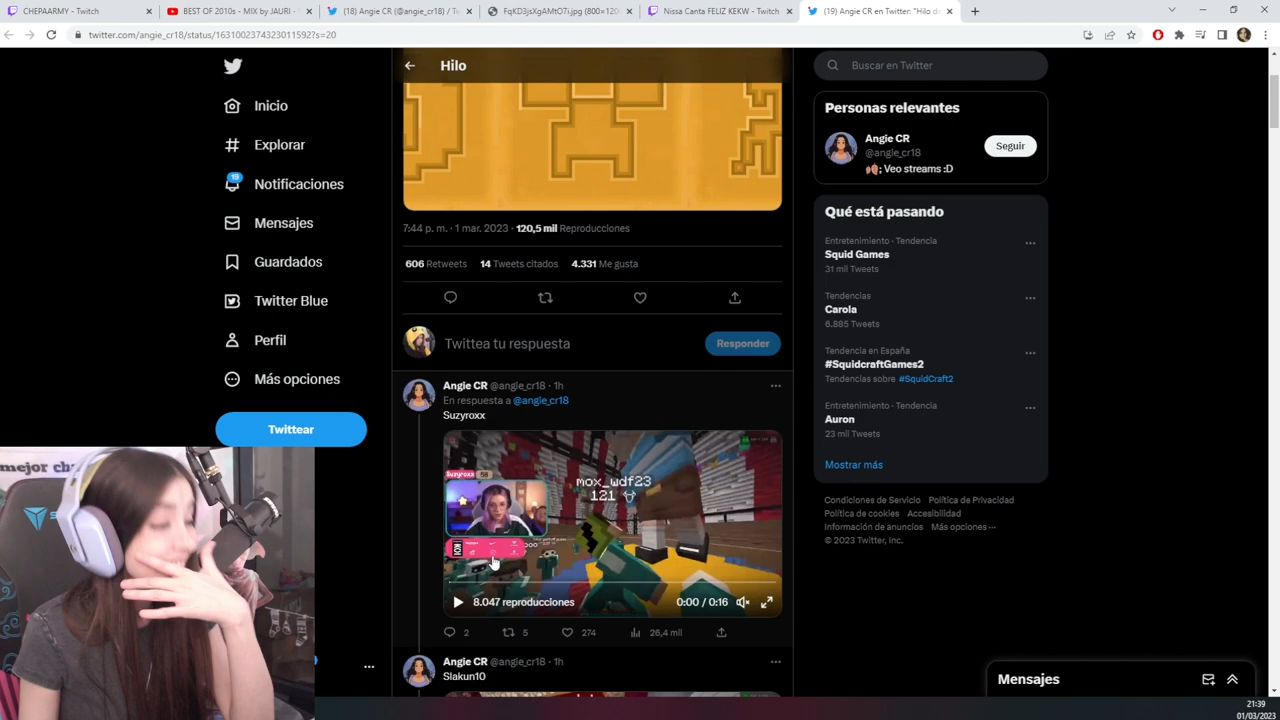 CHEPAARMY - Twitch
BEST OF 2010s - MIX by JAURI -
(18) Angie CR (@angie_cr18) / Tw
FqKD3jsXgAMtO7i.jpg (800×120
Nissa Canta FELIZ KEKW - Twitch
(19) Angie CR en Twitter: "Hilo de
twitter.com/angie_cr18/status/1631002374323011592?s=20
Hilo
Buscar en Twitter
Inicio
Explorar
19
Notificaciones
Mensajes
Guardados
Twitter Blue
Perfil
Más opciones
Twittear
7:44 p. m. · 1 mar. 2023 · 120,5 mil Reproducciones
606 Retweets 14 Tweets citados 4.331 Me gusta
Twittea tu respuesta
Responder
Angie CR @angie_cr18 · 1h
En respuesta a @angie_cr18
Suzyroxx
Suzyroxx
mox_wdf23
121
8.047 reproducciones
0:00 / 0:16
2 5 274 26,4 mil
Angie CR @angie_cr18 · 1h
Slakun10
Personas relevantes
Angie CR
@angie_cr18
; Veo streams :D
Seguir
Qué está pasando
Entretenimiento · Tendencia
Squid Games
31 mil Tweets
Tendencias
Carola
6.885 Tweets
Tendencia en España
#SquidcraftGames2
Tendencias sobre #SquidCraft2
Entretenimiento · Tendencia
Auron
23 mil Tweets
Mostrar más
Condiciones de Servicio Política de Privacidad
Política de cookies Accesibilidad
Información de anuncios Más opciones ···
© 2023 Twitter, Inc.
Mensajes
mejor cha
21:39
01/03/2023